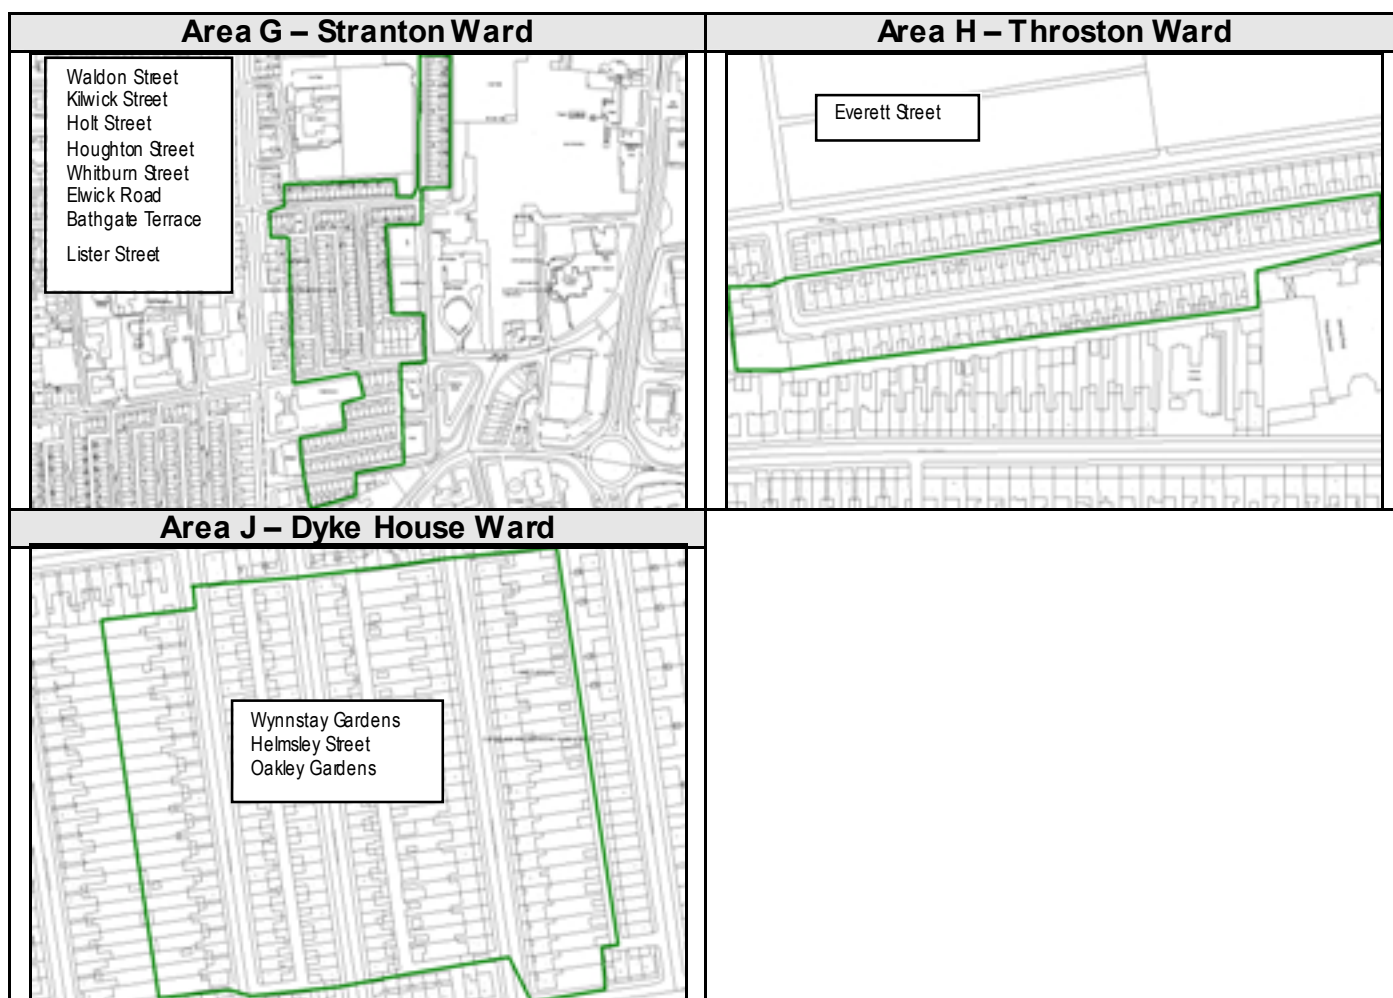 Area G – Stranton Ward
Waldon Street
Kilwick Street
Holt Street
Houghton Street
Whitburn Street
Elwick Road
Bathgate Terrace
Lister Street
Area H – Throston Ward
Everett Street
Area J – Dyke House Ward
Wynnstay Gardens
Helmsley Street
Oakley Gardens